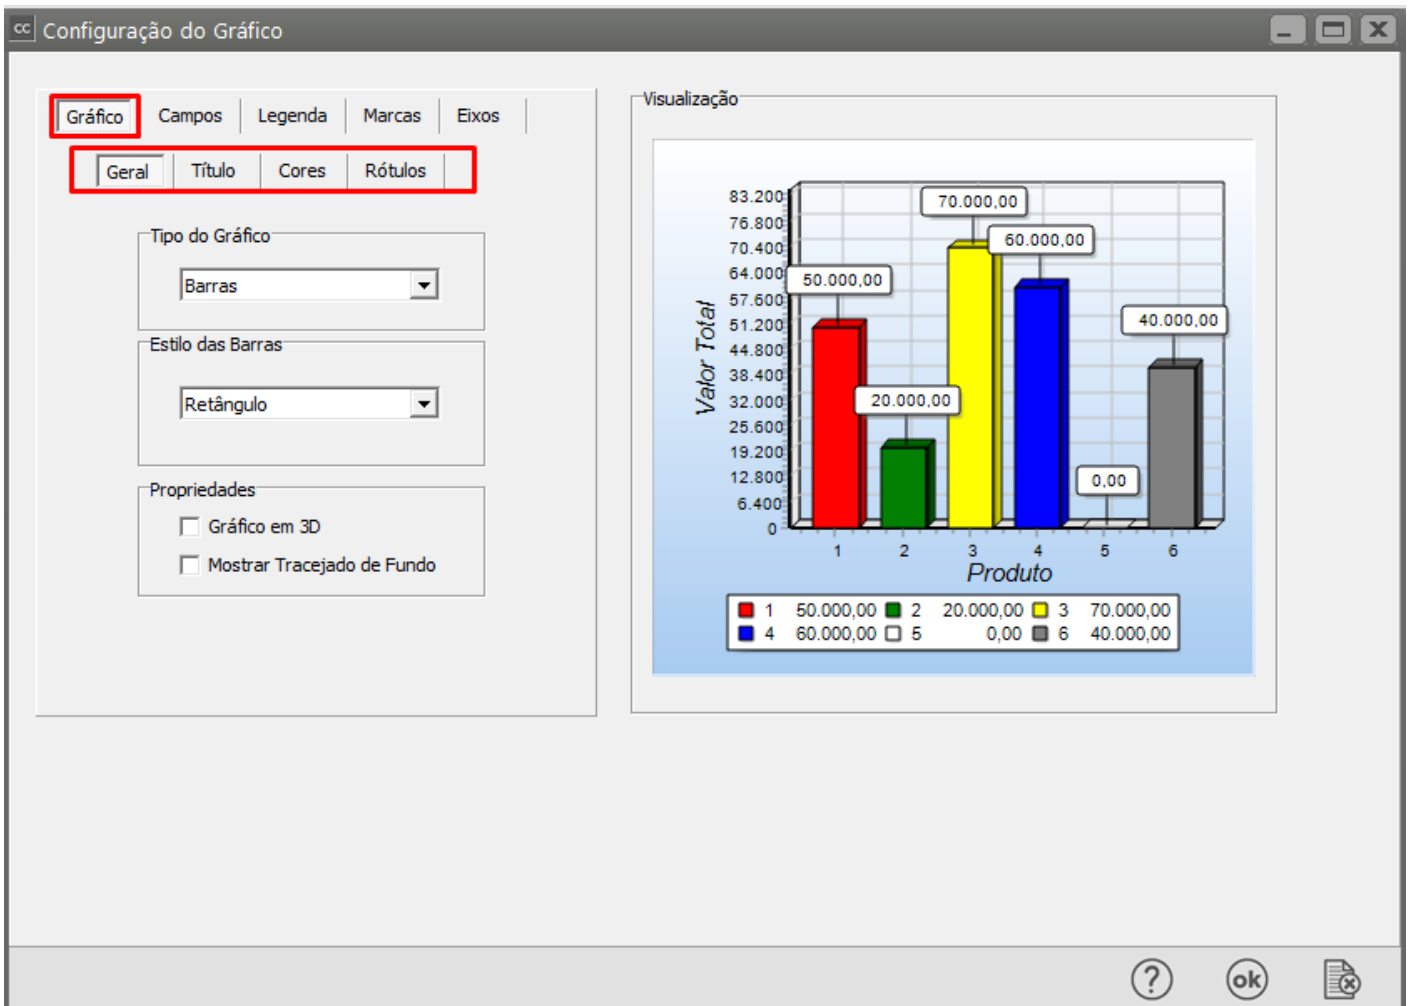 cc Configuração do Gráfico
Gráfico Campos Legenda Marcas Eixos
Geral Título Cores Rótulos
Tipo do Gráfico
Barras
Estilo das Barras
Retângulo
Propriedades
Gráfico em 3D
Mostrar Tracejado de Fundo
Visualização
Valor Total
83.200
76.800
70.400
64.000
57.600
51.200
44.800
38.400
32.000
25.600
19.200
12.800
6.400
0
50.000,00
20.000,00
70.000,00
60.000,00
0,00
40.000,00
1 2 3 4 5 6
Produto
1 50.000,00 2 20.000,00 3 70.000,00
4 60.000,00 5 0,00 6 40.000,00
? ok